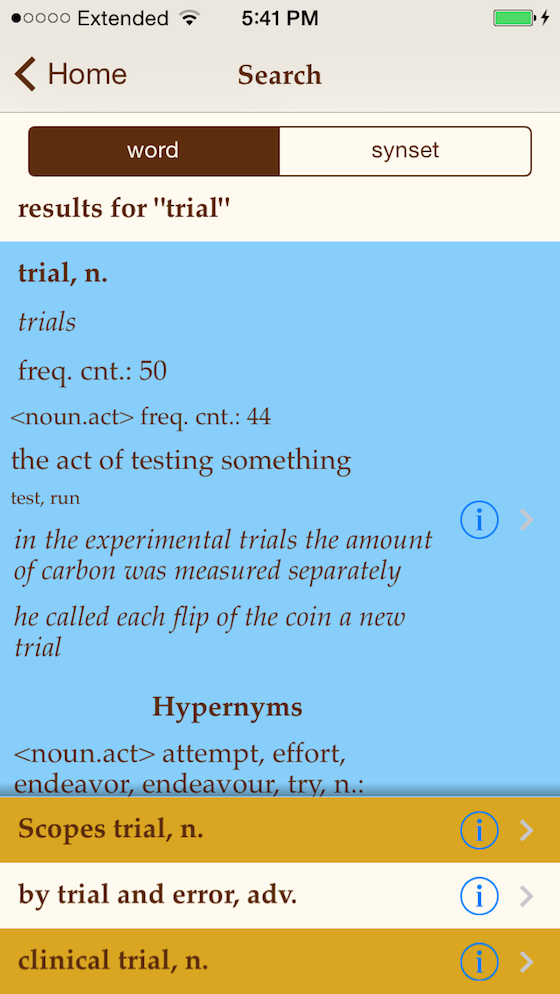 Extended 5:41 PM
Home Search
word synset
results for "trial"
trial, n.
trials
freq. cnt.: 50
<noun.act> freq. cnt.: 44
the act of testing something
test, run
in the experimental trials the amount
of carbon was measured separately
he called each flip of the coin a new
trial
Hypernyms
<noun.act> attempt, effort,
endeavor, endeavour, try, n.:
Scopes trial, n.
by trial and error, adv.
clinical trial, n.